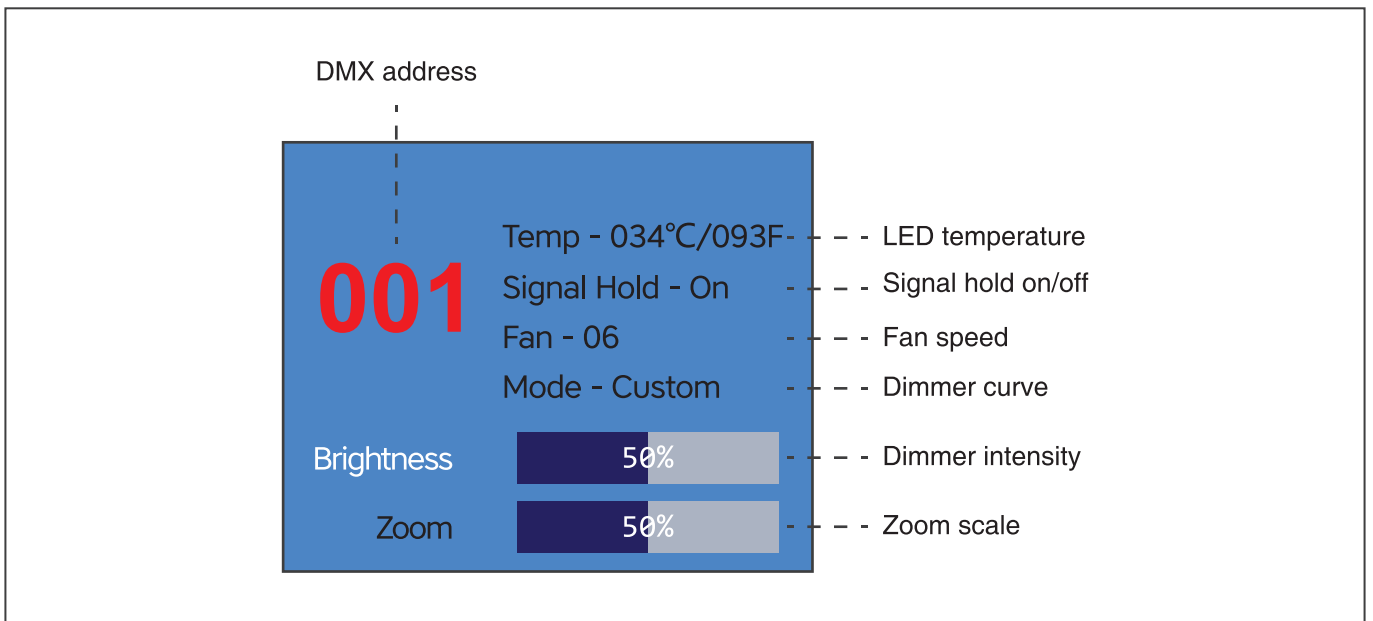 DMX address
001
Temp - 034℃/093F
LED temperature
Signal Hold - On
Signal hold on/off
Fan - 06
Fan speed
Mode - Custom
Dimmer curve
Brightness
50%
Dimmer intensity
Zoom
50%
Zoom scale